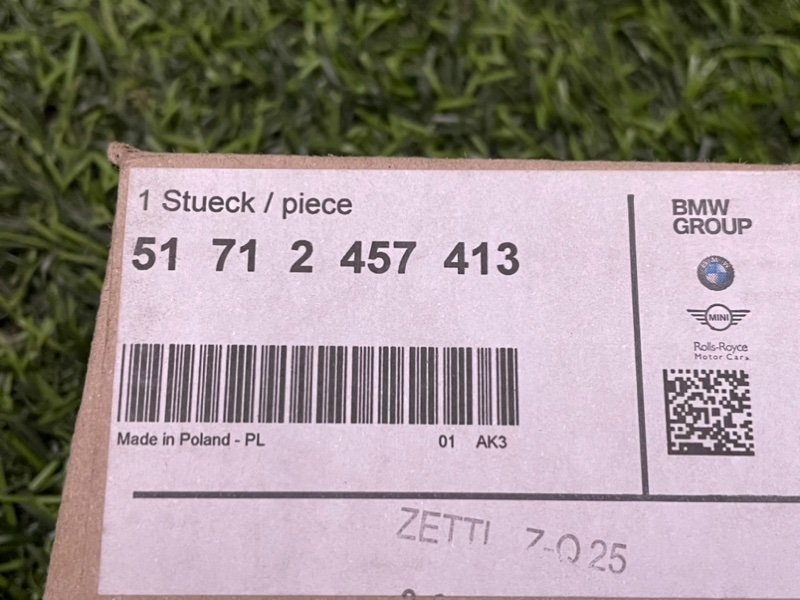 1 Stueck / piece
51 71 2 457 413
Made in Poland - PL
01 AK3
BMW
GROUP
MINI
Rolls-Royce
Motor Cars
ZETTI Z-Q 25